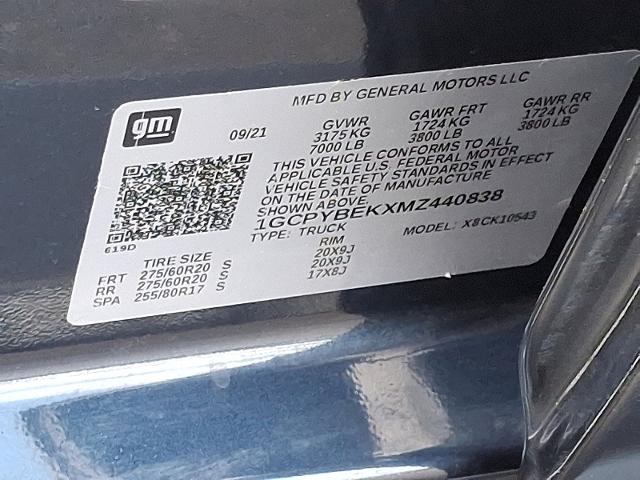 MFD BY GENERAL MOTORS LLC
gm
09/21
GVWR
3175 KG
7000 LB
GAWR FRT
1724 KG
3800 LB
GAWR RR
1724 KG
3800 LB
THIS VEHICLE CONFORMS TO ALL
APPLICABLE U.S. FEDERAL MOTOR
VEHICLE SAFETY STANDARDS IN EFFECT
ON THE DATE OF MANUFACTURE
SHOWN ABOVE.
1GCPYBEKXMZ440838
TYPE: TRUCK MODEL: X8CK10543
619D
TIRE SIZE RIM
FRT 275/60R20 S 20X9J
RR 275/60R20 S 20X9J
SPA 255/80R17 S 17X8J